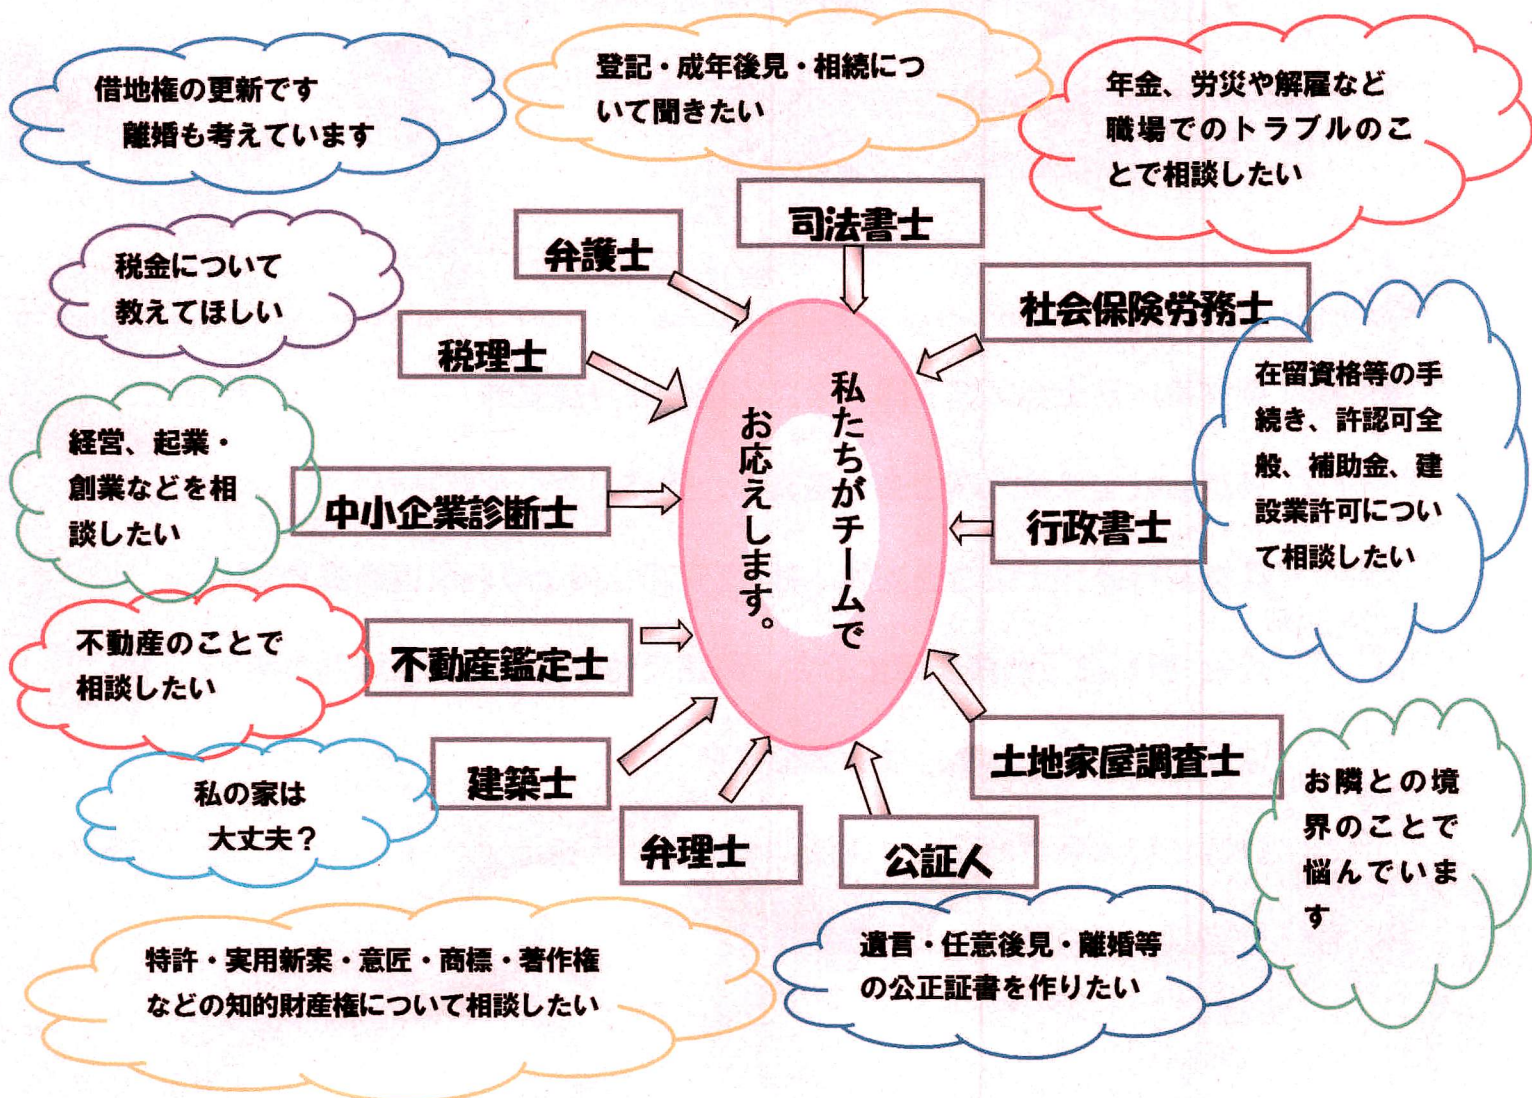 借地権の更新です
離婚も考えています
登記・成年後見・相続につ
いて聞きたい
年金、労災や解雇など
職場でのトラブルのこ
とで相談したい
司法書士
弁護士
税金について
教えてほしい
社会保険労務士
税理士
私たちがチームで
お応えします。
在留資格等の手
続き、許認可全
般、補助金、建
設業許可につい
て相談したい
経営、起業・
創業などを相
談したい
中小企業診断士
行政書士
不動産のことで
相談したい
不動産鑑定士
土地家屋調査士
建築士
私の家は
大丈夫？
お隣との境
界のことで
悩んでいま
す
弁理士
公証人
特許・実用新案・意匠・商標・著作権
などの知的財産権について相談したい
遺言・任意後見・離婚等
の公正証書を作りたい